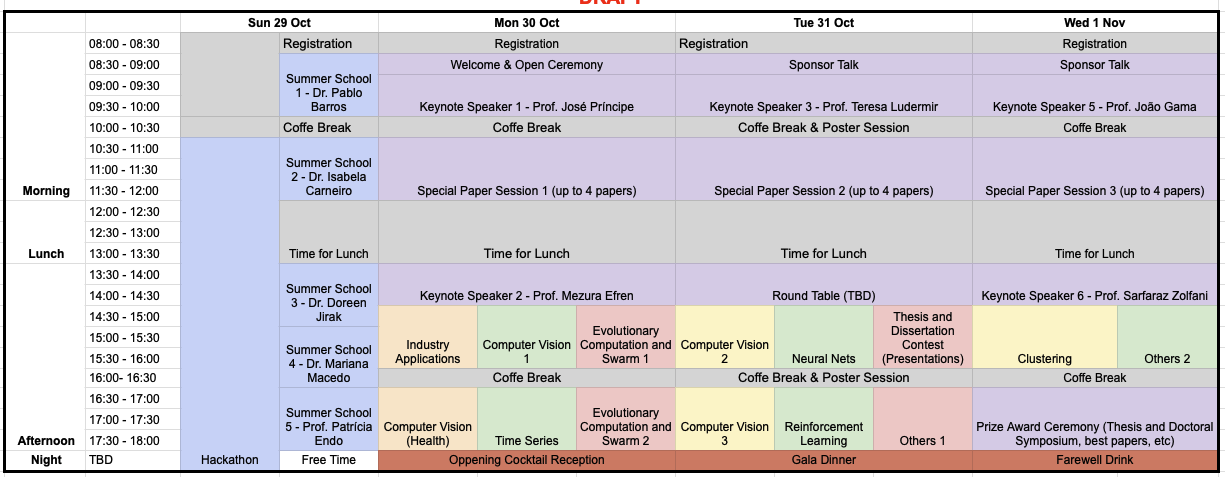 DRAFT
Sun 29 Oct Mon 30 Oct Tue 31 Oct Wed 1 Nov
08:00 - 08:30 Registration Registration Registration Registration
08:30 - 09:00 Welcome & Open Ceremony Sponsor Talk Sponsor Talk
Summer School
1 - Dr. Pablo
Barros
09:00 - 09:30
09:30 - 10:00 Keynote Speaker 1 - Prof. José Príncipe Keynote Speaker 3 - Prof. Teresa Ludermir Keynote Speaker 5 - Prof. João Gama
10:00 - 10:30 Coffe Break Coffe Break Coffe Break & Poster Session Coffe Break
10:30 - 11:00
Summer School
2 - Dr. Isabela
Carneiro
11:00 - 11:30
Morning 11:30 - 12:00 Special Paper Session 1 (up to 4 papers) Special Paper Session 2 (up to 4 papers) Special Paper Session 3 (up to 4 papers)
12:00 - 12:30
12:30 - 13:00
Lunch 13:00 - 13:30 Time for Lunch Time for Lunch Time for Lunch Time for Lunch
13:30 - 14:00
Summer School
3 - Dr. Doreen
Jirak
14:00 - 14:30 Keynote Speaker 2 - Prof. Mezura Efren Round Table (TBD) Keynote Speaker 6 - Prof. Sarfaraz Zolfani
14:30 - 15:00
15:00 - 15:30
15:30 - 16:00
Summer School
4 - Dr. Mariana
Macedo
Industry
Applications
Computer Vision
1
Evolutionary
Computation and
Swarm 1
Computer Vision
2
Neural Nets
Thesis and
Dissertation
Contest
(Presentations)
Clustering
Others 2
16:00- 16:30 Coffe Break Coffe Break & Poster Session Coffe Break
16:30 - 17:00
17:00 - 17:30
Afternoon 17:30 - 18:00
Summer School
5 - Prof. Patrícia
Endo
Computer Vision
(Health)
Time Series
Evolutionary
Computation and
Swarm 2
Computer Vision
3
Reinforcement
Learning
Others 1
Prize Award Ceremony (Thesis and Doctoral
Symposium, best papers, etc)
Night TBD Hackathon Free Time Oppening Cocktail Reception Gala Dinner Farewell Drink